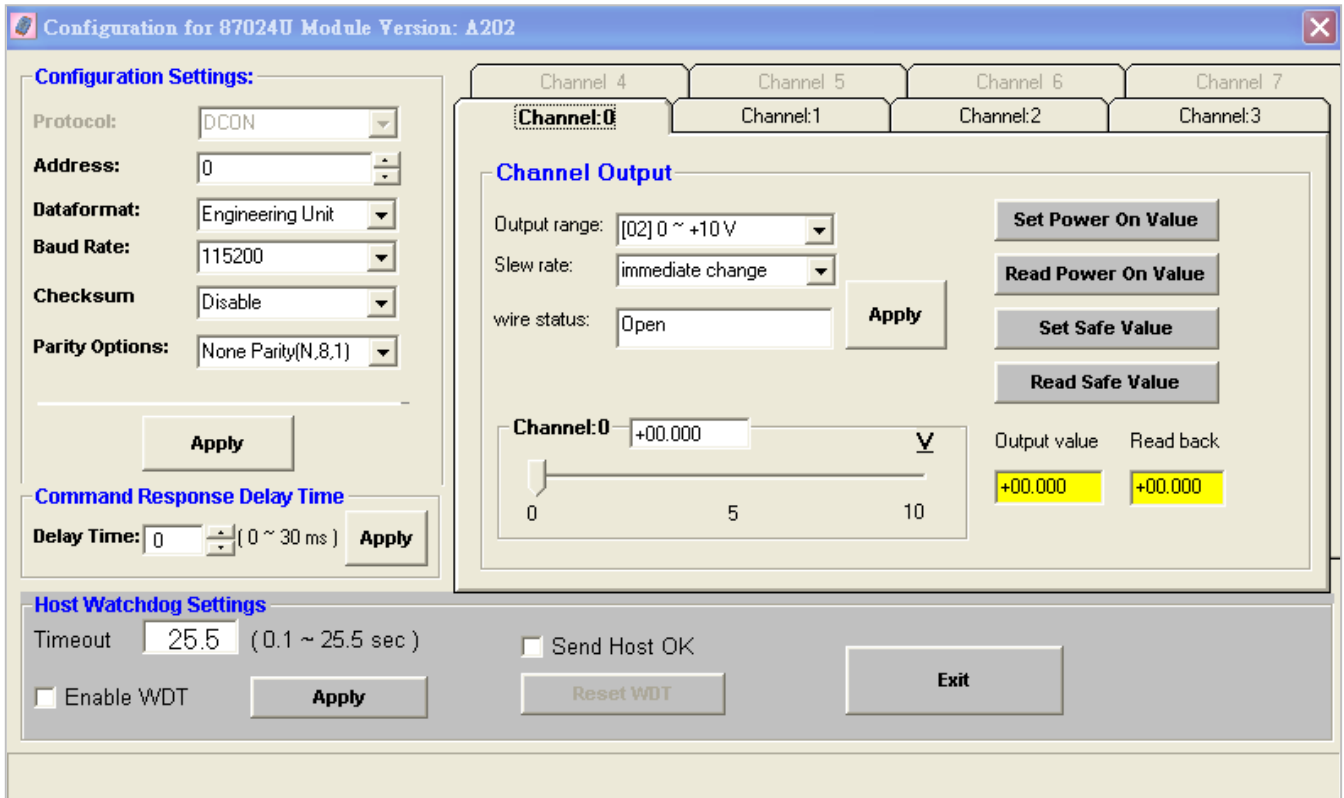 Configuration for 87024U Module Version: A202
Configuration Settings:
Protocol: DCON
Address: 0
Dataformat: Engineering Unit
Baud Rate: 115200
Checksum Disable
Parity Options: None Parity(N,8,1)
Apply
Command Response Delay Time
Delay Time: 0 ( 0 ~ 30 ms ) Apply
Channel 4 Channel 5 Channel 6 Channel 7
Channel:0 Channel:1 Channel:2 Channel:3
Channel Output
Output range: [02] 0 ~ +10 V
Slew rate: immediate change
wire status: Open
Apply
Set Power On Value
Read Power On Value
Set Safe Value
Read Safe Value
Channel:0 +00.000 V
0 5 10
Output value Read back
+00.000 +00.000
Host Watchdog Settings
Timeout 25.5 ( 0.1 ~ 25.5 sec )
Enable WDT Apply
Send Host OK
Reset WDT
Exit